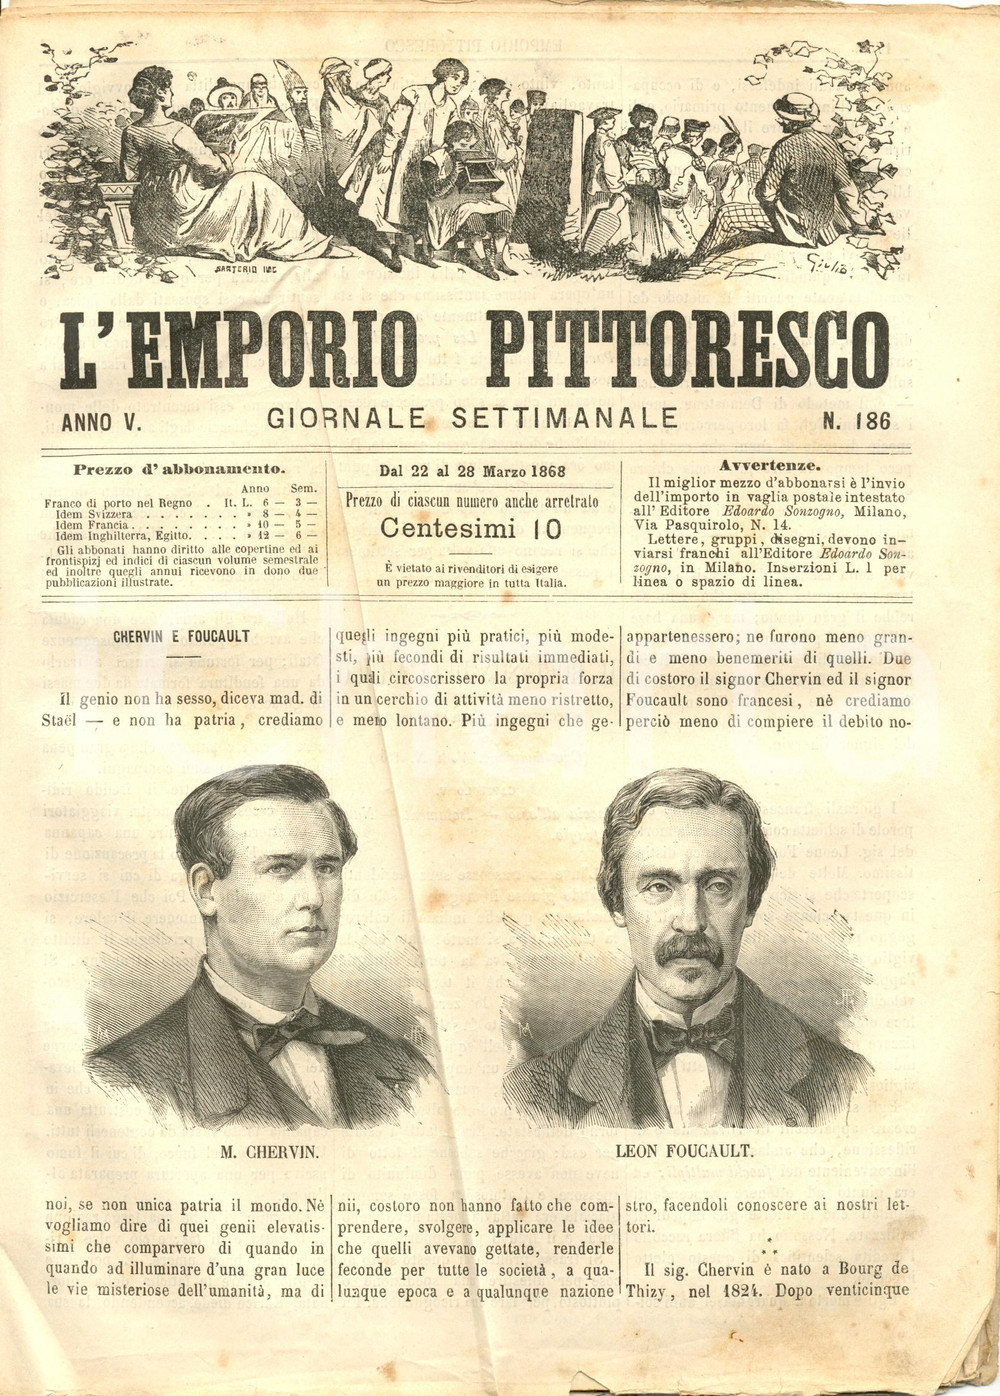 SARTORIO INC
Giulio
L'EMPORIO PITTORESCO
ANNO V.
GIORNALE SETTIMANALE
N. 186
Prezzo d' abbonamento.
Anno Sem.
Franco di porto nel Regno . It. L. 6 — 3 —
Idem Svizzera . . . . . . . . . » 8 — 4 —
Idem Francia . . . . . . . . . » 10 — 5 —
Idem Inghilterra, Egitto. . . . . » 12 — 6 —
Gli abbonati hanno diritto alle copertine ed ai
frontispizj ed indici di ciascun volume semestrale
ed inoltre quegli annui ricevono in dono due
pubblicazioni illustrate.
Dal 22 al 28 Marzo 1868
Prezzo di ciascun numero anche arretrato
Centesimi 10
È vietato ai rivenditori di esigere
un prezzo maggiore in tutta Italia.
Avvertenze.
Il miglior mezzo d'abbonarsi è l'invio
dell'importo in vaglia postale intestato
all' Editore Edoardo Sonzogno, Milano,
Via Pasquirolo, N. 14.
Lettere, gruppi, disegni, devono in-
viarsi franchi all'Editore Edoardo Son-
zogno, in Milano. Inserzioni L. 1 per
linea o spazio di linea.
CHERVIN E FOUCAULT
Il genio non ha sesso, diceva mad. di
Staël — e non ha patria, crediamo
noi, se non unica patria il mondo. Nè
vogliamo dire di quei genii elevatis-
simi che comparvero di quando in
quando ad illuminare d'una gran luce
le vie misteriose dell'umanità, ma di
quegli ingegni più pratici, più mode-
sti, più fecondi di risultati immediati,
i quali circoscrissero la propria forza
in un cerchio di attività meno ristretto,
e meno lontano. Più ingegni che ge-
nii, costoro non hanno fatto che com-
prendere, svolgere, applicare le idee
che quelli avevano gettate, renderle
feconde per tutte le società, a qua-
lunque epoca e a qualunque nazione
appartenessero; ne furono meno gran-
di e meno benemeriti di quelli. Due
di costoro il signor Chervin ed il signor
Foucault sono francesi, nè crediamo
perciò meno di compiere il debito no-
stro, facendoli conoscere ai nostri let-
tori.
* * *
Il sig. Chervin è nato a Bourg de
Thizy, nel 1824. Dopo venticinque
M. CHERVIN.
LEON FOUCAULT.